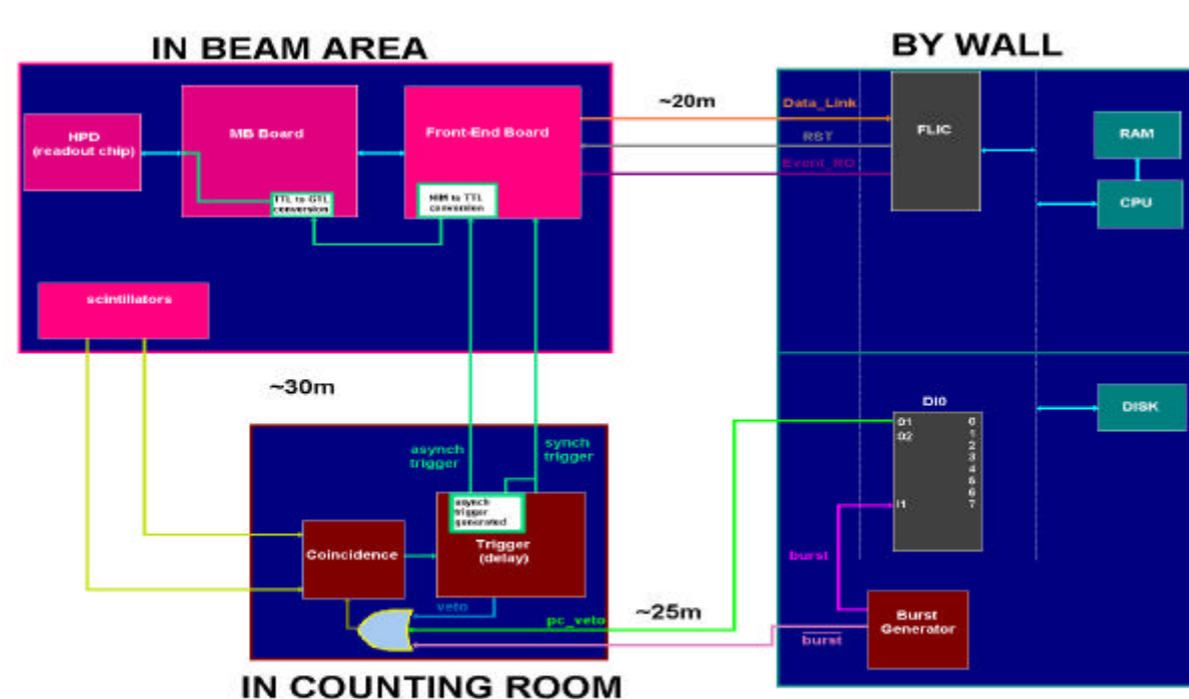 IN BEAM AREA
BY WALL
HPD
(readout chip)
MB Board
TTL to GTL
conversion
Front-End Board
NIM to TTL
conversion
~20m
Data_Link
RST
Event_RO
FLIC
RAM
CPU
scintillators
~30m
asynch
trigger
synch
trigger
asynch
trigger
generated
Trigger
(delay)
Coincidence
veto
pc_veto
~25m
DI0
O1
O2
I1
0
1
2
3
4
5
6
7
DISK
burst
burst
Burst
Generator
IN COUNTING ROOM